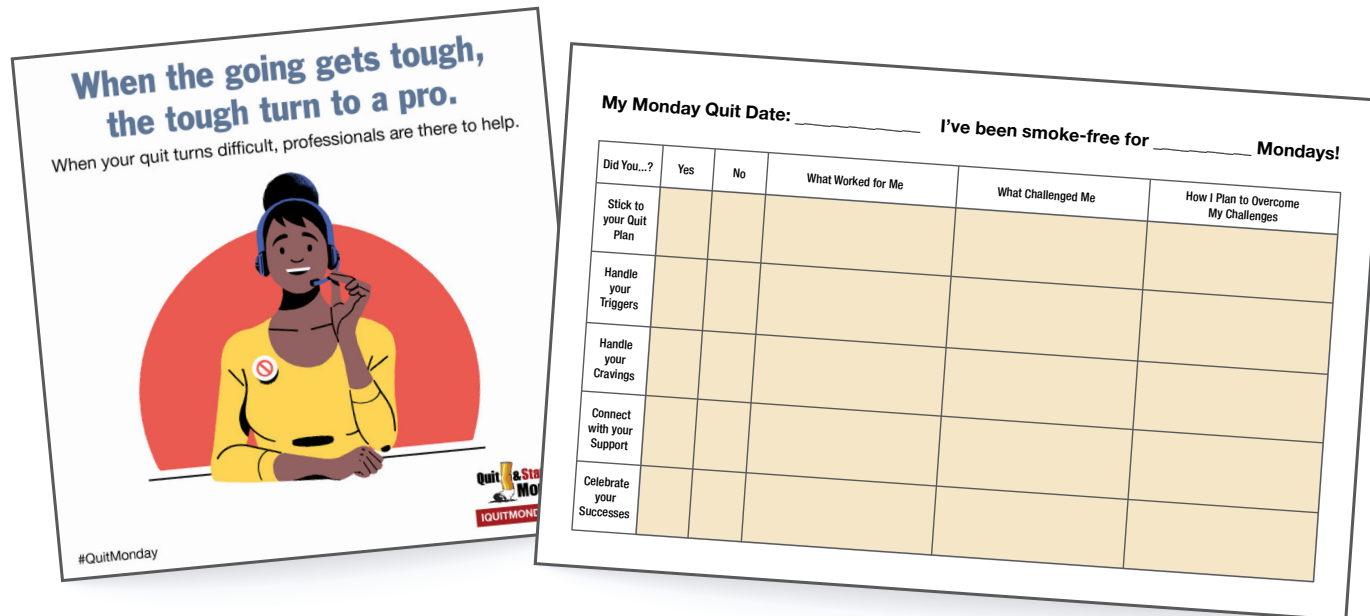 When the going gets tough,
the tough turn to a pro.
When your quit turns difficult, professionals are there to help.
Quit &
#QuitMonday
My Monday Quit Date: __________ I've been smoke-free for ________ Mondays!
Did You...? Yes No What Worked for Me What Challenged Me How I Plan to Overcome
My Challenges
Stick to
your Quit
Plan
Handle
your
Triggers
Handle
your
Cravings
Connect
with your
Support
Celebrate
your
Successes